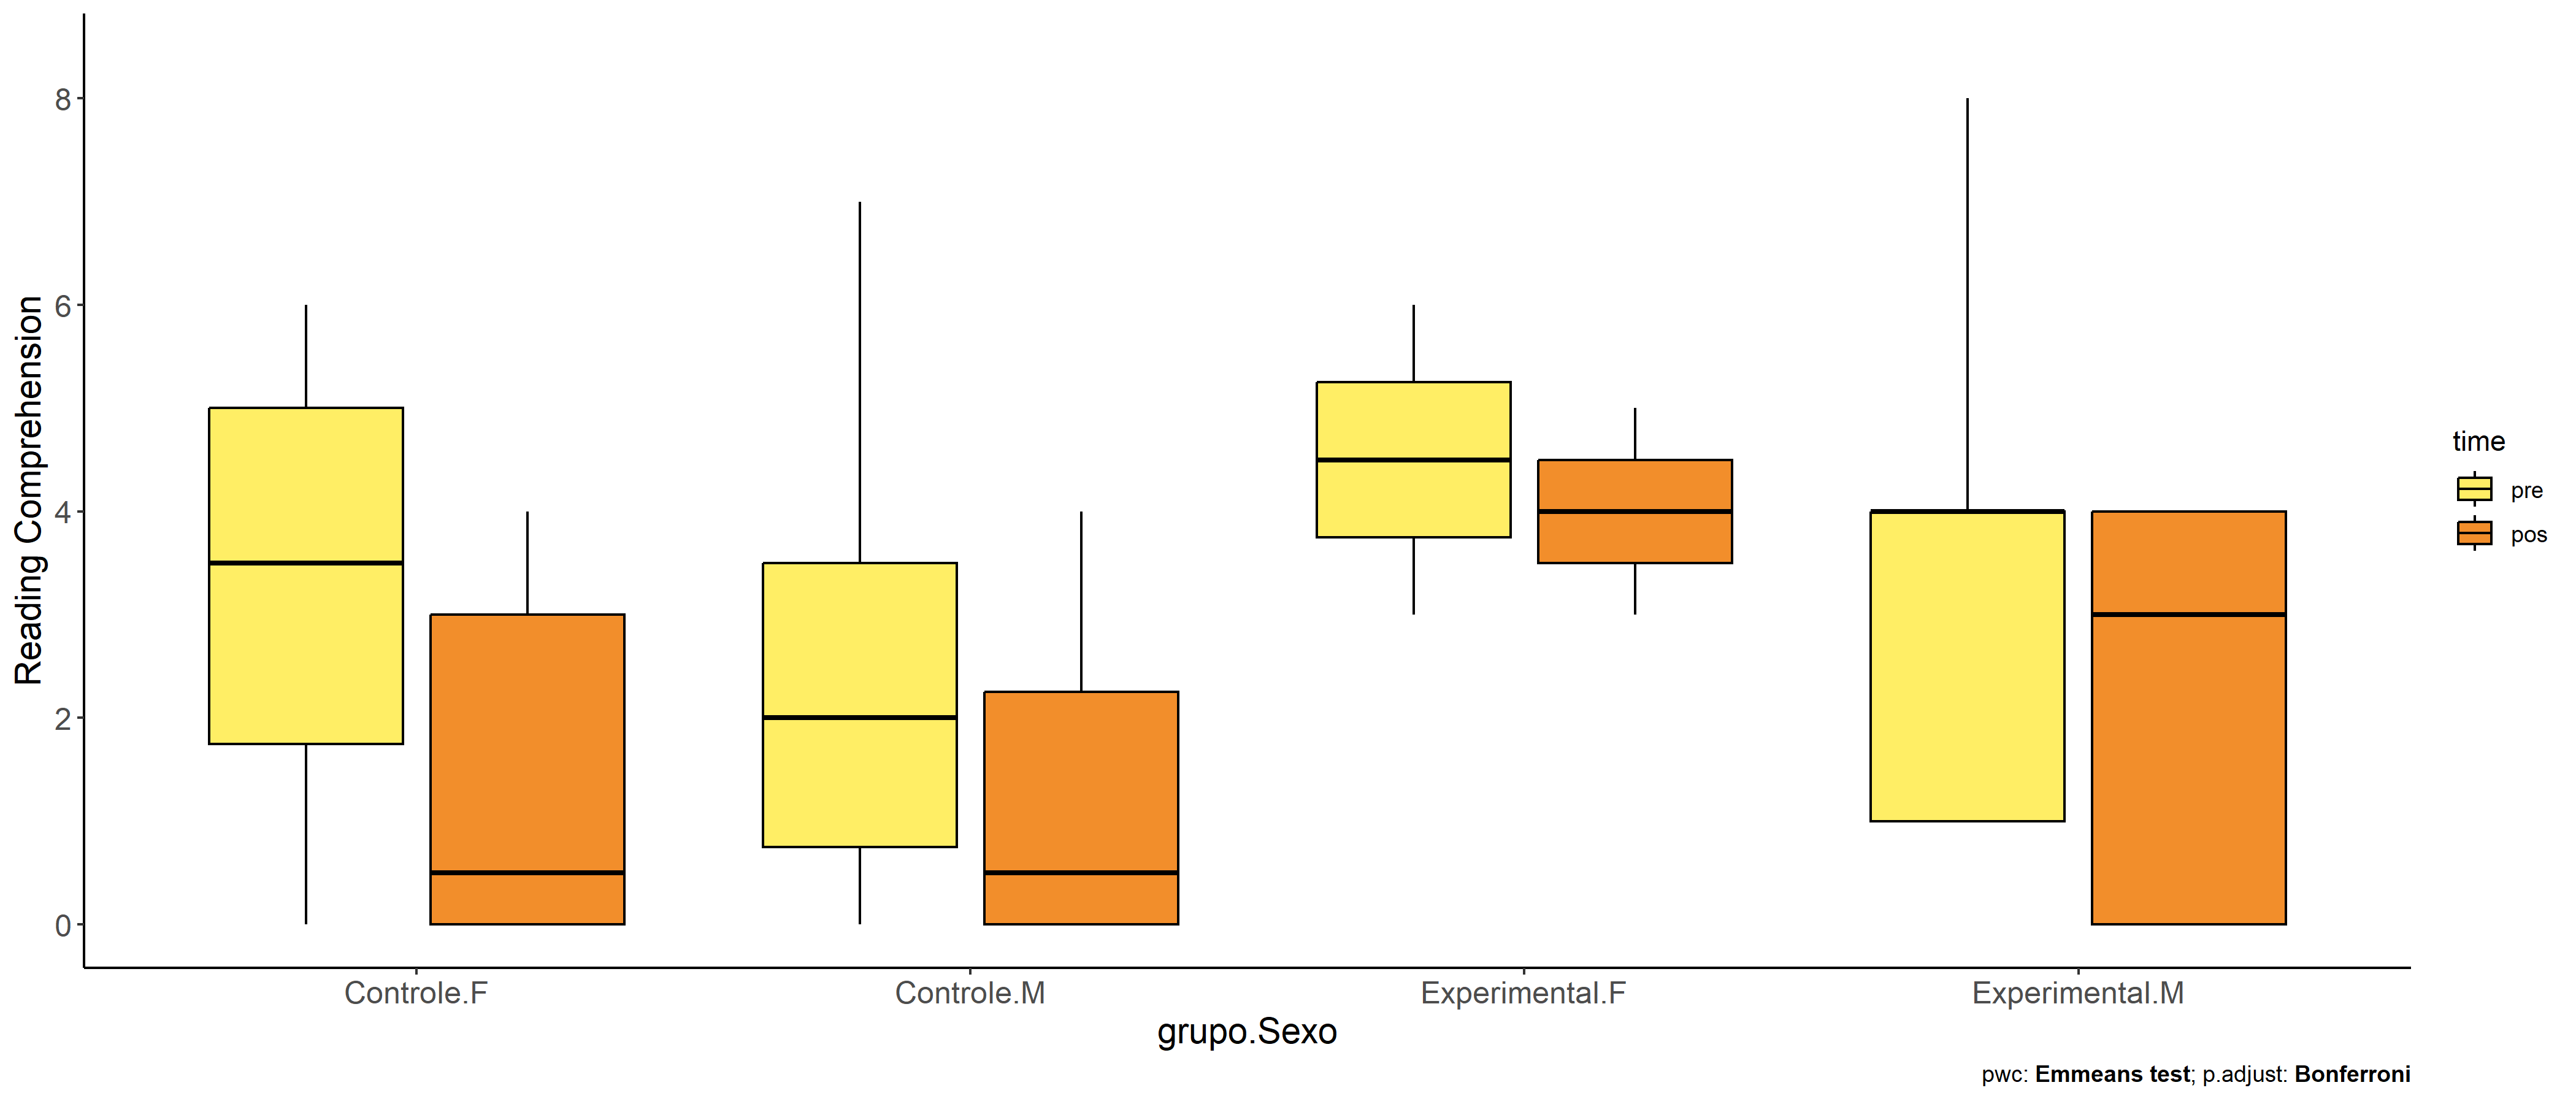 Reading Comprehension
8
6
4
2
0
Controle.F
Controle.M
Experimental.F
Experimental.M
grupo.Sexo
time
pre
pos
pwc: Emmeans test; p.adjust: Bonferroni